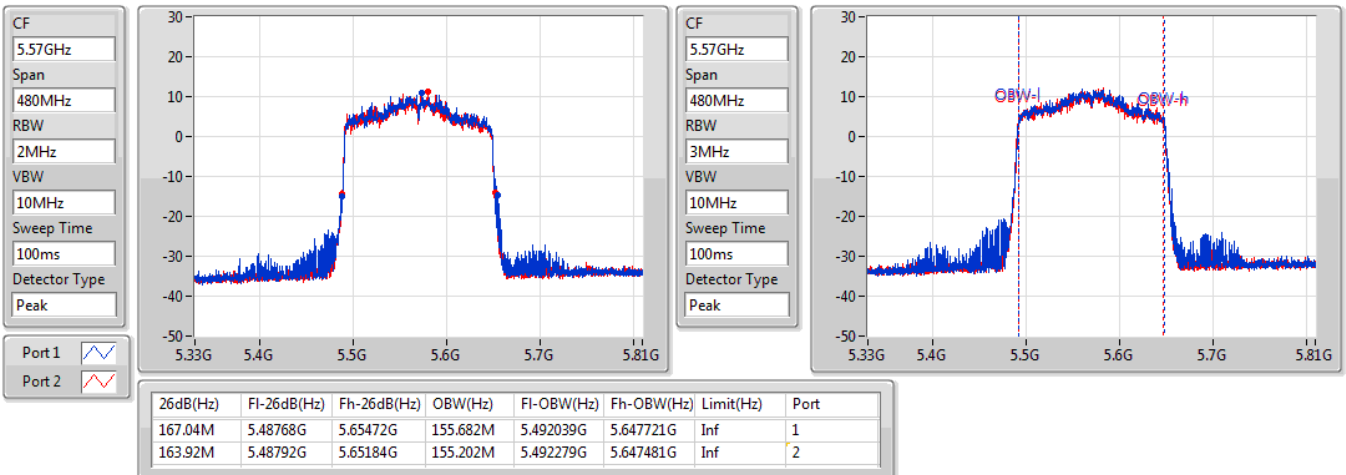 CF
5.57GHz
Span
480MHz
RBW
2MHz
VBW
10MHz
Sweep Time
100ms
Detector Type
Peak
Port 1
Port 2
30
20
10
0
-10
-20
-30
-40
-50
5.33G 5.4G 5.5G 5.6G 5.7G 5.81G
CF
5.57GHz
Span
480MHz
RBW
3MHz
VBW
10MHz
Sweep Time
100ms
Detector Type
Peak
30
20
10
0
-10
-20
-30
-40
-50
OBW-l OBW-h
5.33G 5.4G 5.5G 5.6G 5.7G 5.81G
26dB(Hz) Fl-26dB(Hz) Fh-26dB(Hz) OBW(Hz) Fl-OBW(Hz) Fh-OBW(Hz) Limit(Hz) Port
167.04M 5.48768G 5.65472G 155.682M 5.492039G 5.647721G Inf 1
163.92M 5.48792G 5.65184G 155.202M 5.492279G 5.647481G Inf 2